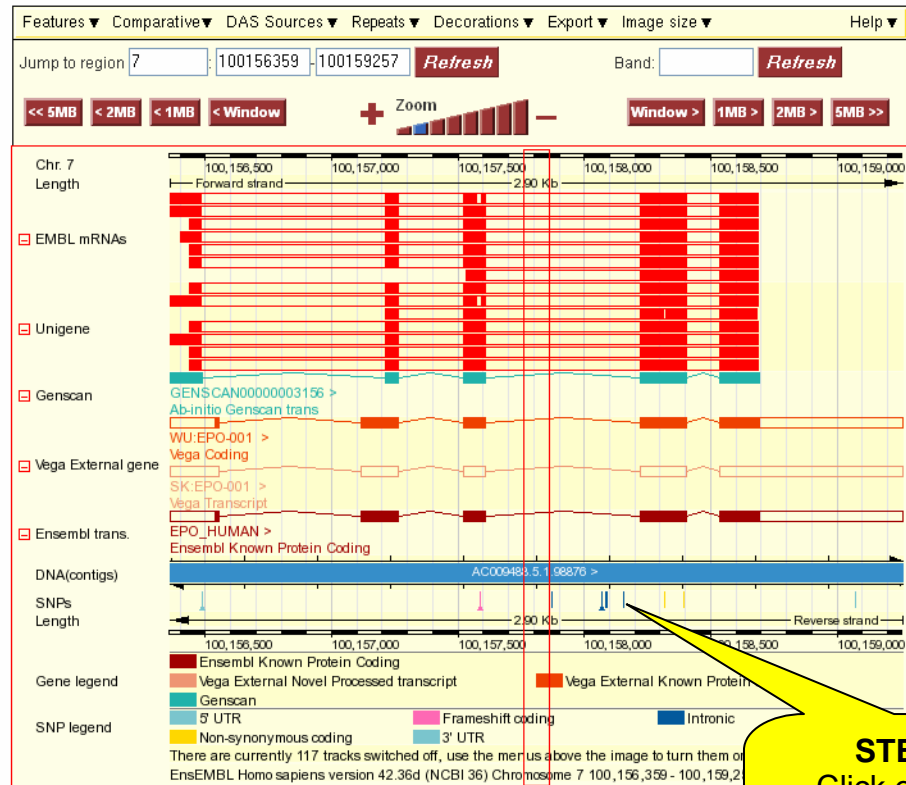 Features ▼ Comparative▼ DAS Sources ▼ Repeats ▼ Decorations ▼ Export ▼ Image size ▼ Help ▼
Jump to region 7 : 100156359 - 100159257 Refresh Band: Refresh
<< 5MB < 2MB < 1MB < Window + Zoom — Window > 1MB > 2MB > 5MB >>
Chr. 7 100,156,500 100,157,000 100,157,500 100,158,000 100,158,500 100,159,000
Length Forward strand 2.90 Kb
EMBL mRNAs
Unigene
Genscan
GENSCAN00000003156 >
Ab-initio Genscan trans
WU:EPO-001 >
Vega Coding
Vega External gene
SK:EPO-001 >
Vega Transcript
Ensembl trans.
EPO_HUMAN >
Ensembl Known Protein Coding
DNA(contigs) AC009488.5.1.98876 >
SNPs
Length 2.90 Kb Reverse strand
100,156,500 100,157,000 100,157,500 100,158,000 100,158,500 100,159,000
Gene legend
Ensembl Known Protein Coding
Vega External Novel Processed transcript Vega External Known Protein
Genscan
SNP legend
5' UTR Frameshift coding Intronic
Non-synonymous coding 3' UTR
There are currently 117 tracks switched off, use the menus above the image to turn them on
EnsEMBL Homo sapiens version 42.36d (NCBI 36) Chromosome 7 100,156,359 - 100,159,2
STE
Click